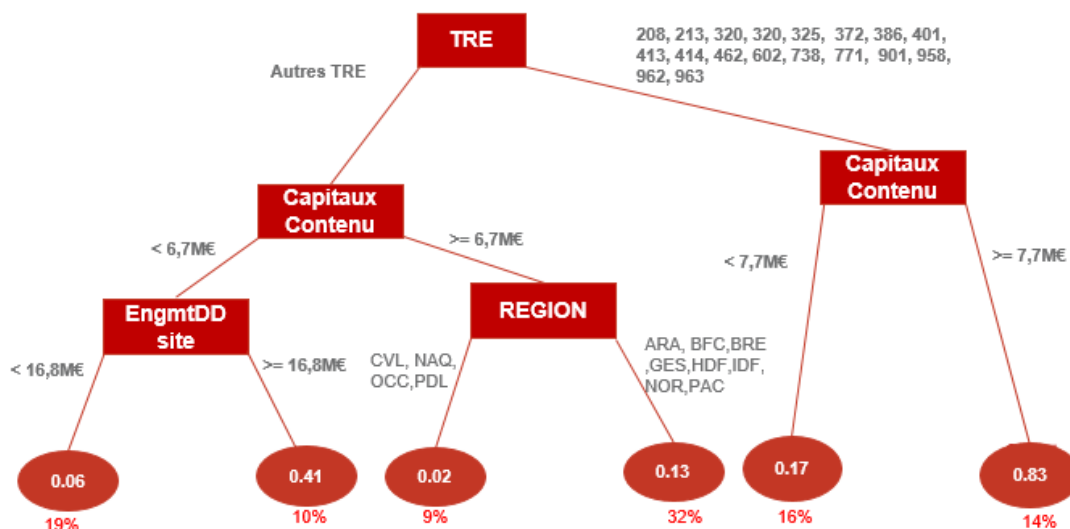 TRE
208, 213, 320, 320, 325, 372, 386, 401,
413, 414, 462, 602, 738, 771, 901, 958,
962, 963
Autres TRE
Capitaux
Contenu
Capitaux
Contenu
< 6,7M€
>= 6,7M€
< 7,7M€
>= 7,7M€
EngmtDD
site
REGION
< 16,8M€
>= 16,8M€
CVL, NAQ,
OCC,PDL
ARA, BFC,BRE
,GES,HDF,IDF,
NOR,PAC
0.06
0.41
0.02
0.13
0.17
0.83
19%
10%
9%
32%
16%
14%